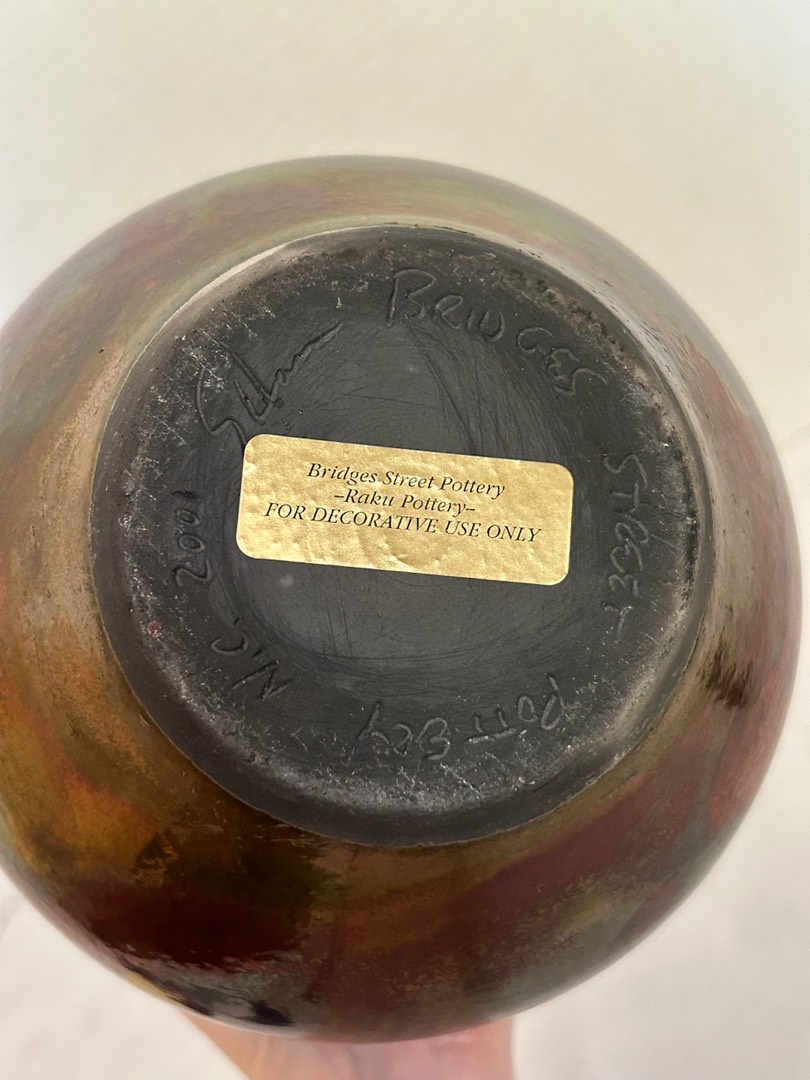 Bridges Street Pottery
–Raku Pottery–
FOR DECORATIVE USE ONLY
BRIDGES STREET POTTERY N.C. 2001